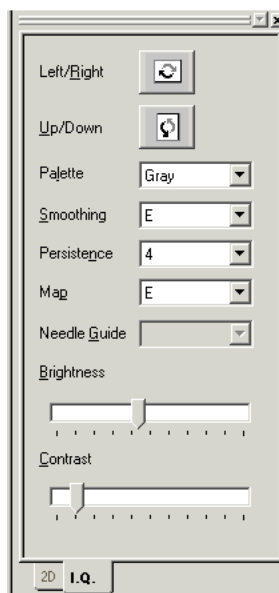 Left/Right
Up/Down
Palette Gray
Smoothing E
Persistence 4
Map E
Needle Guide
Brightness
Contrast
2D I.Q.